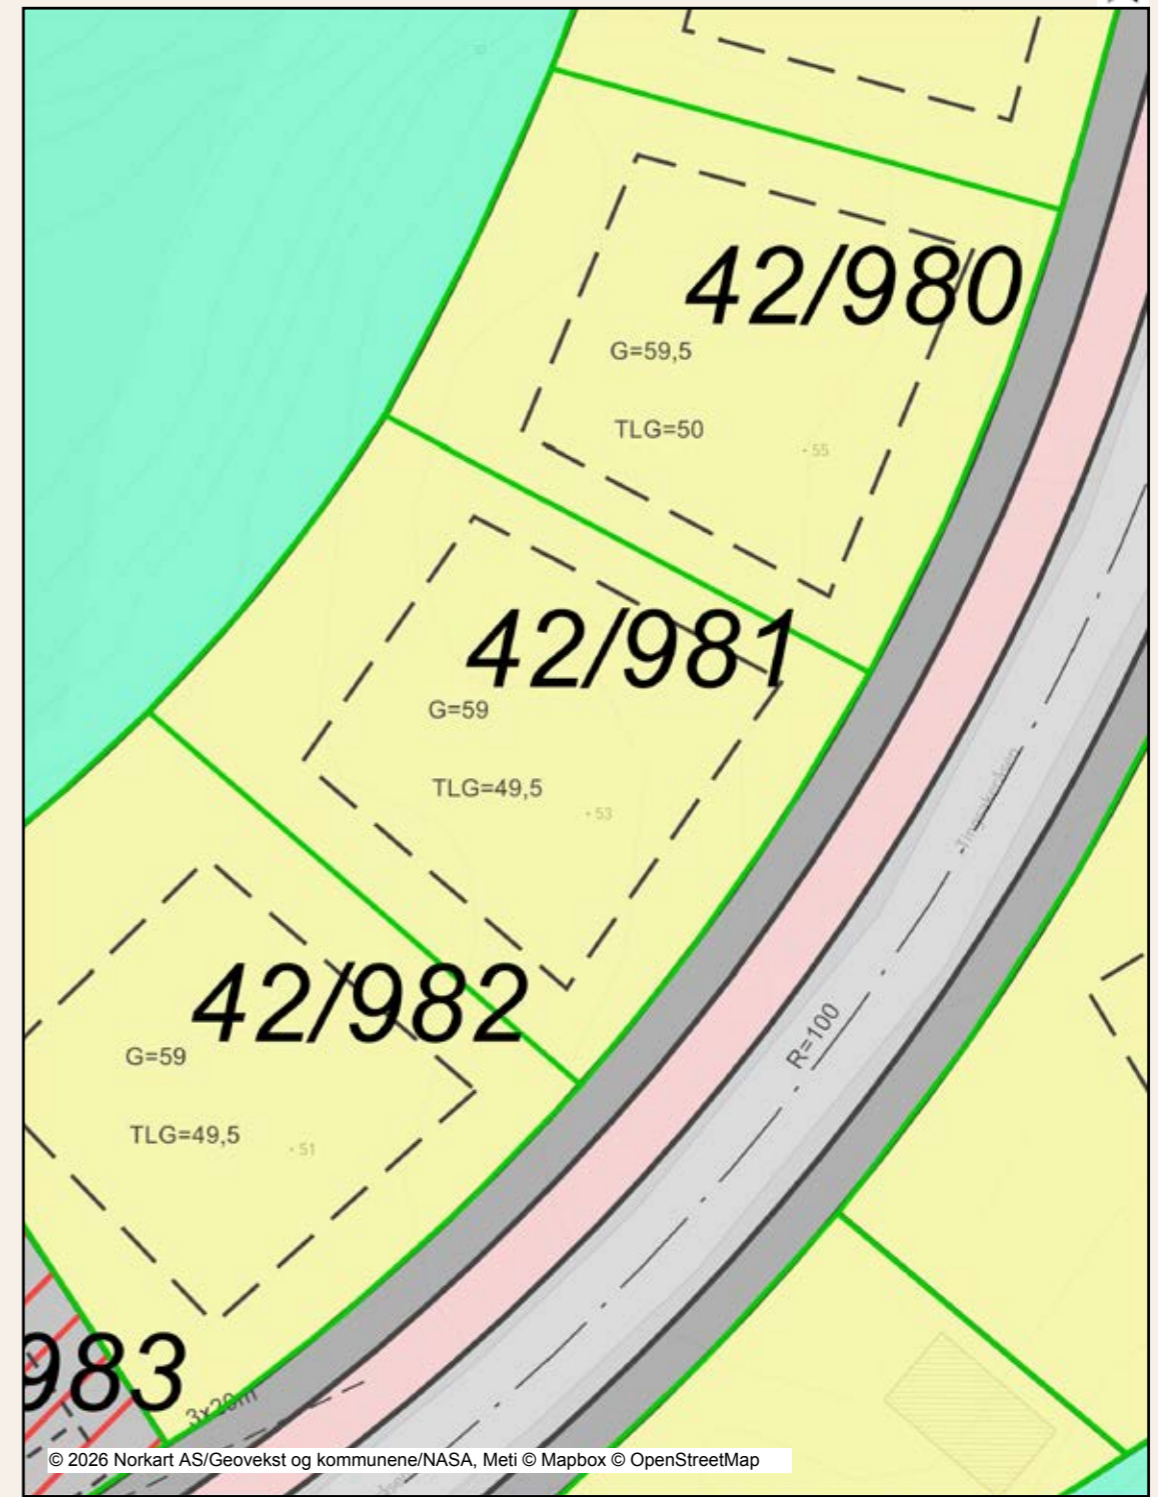 42/980
G=59,5
TLG=50
55
42/981
G=59
TLG=49,5
53
42/982
G=59
R=100
TLG=49,5
51
983
3x20m
© 2026 Norkart AS/Geovekst og kommunene/NASA, Meti © Mapbox © OpenStreetMap